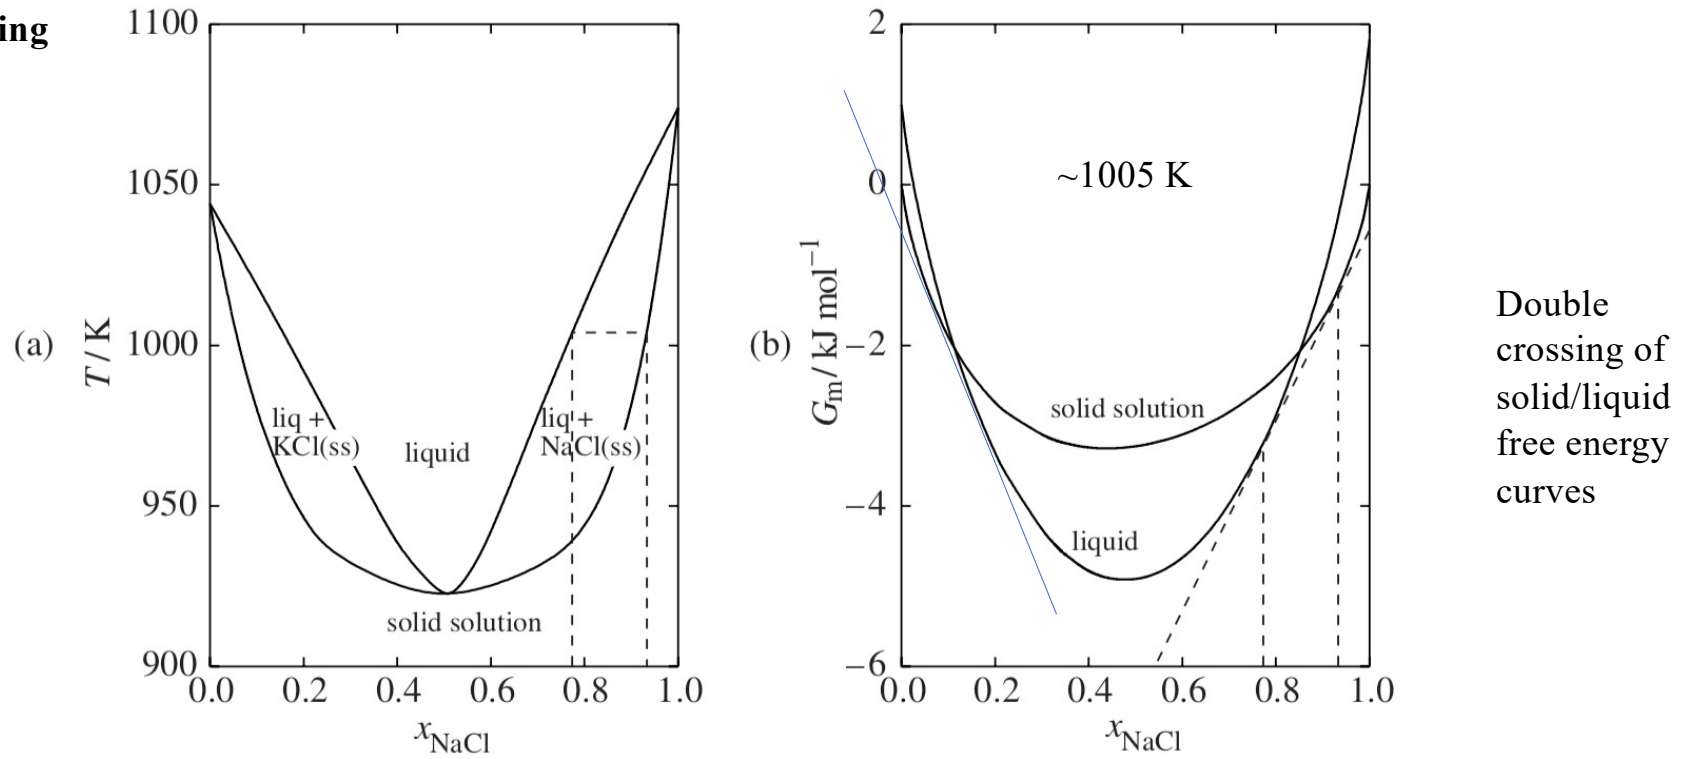 ing
(a)
T / K
1100
1050
1000
950
900
liq +
KCl(ss)
liquid
liq +
NaCl(ss)
solid solution
0.0 0.2 0.4 0.6 0.8 1.0
xNaCl
(b)
Gm / kJ mol−1
2
0
−2
−4
−6
~1005 K
solid solution
liquid
0.0 0.2 0.4 0.6 0.8 1.0
xNaCl
Double
crossing of
solid/liquid
free energy
curves